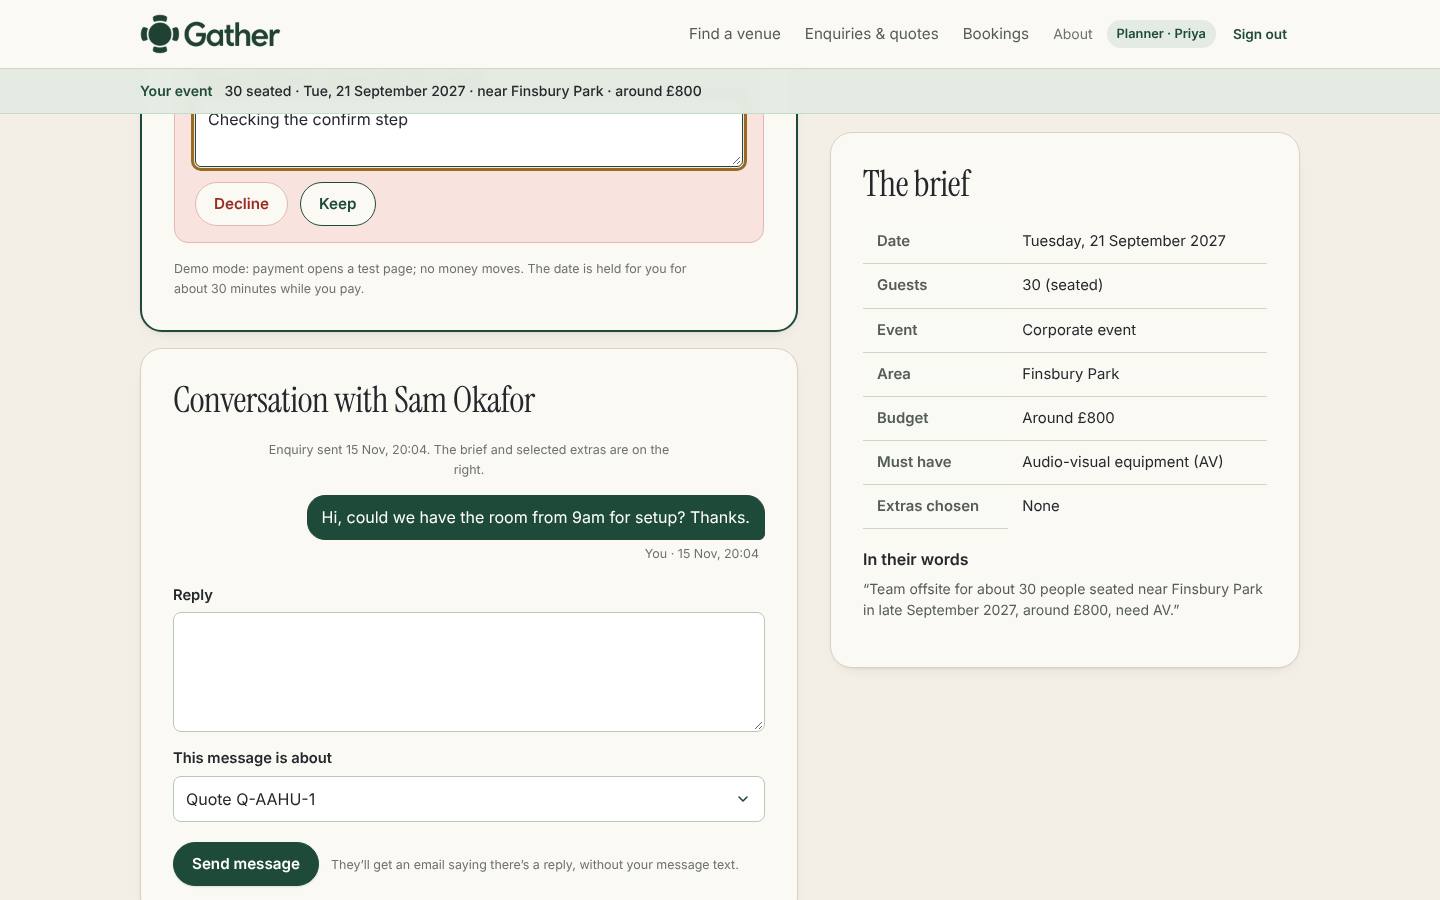 Gather
Find a venue
Enquiries & quotes
Bookings
About
Planner · Priya
Sign out
Your event 30 seated · Tue, 21 September 2027 · near Finsbury Park · around £800
Checking the confirm step
Decline
Keep
Demo mode: payment opens a test page; no money moves. The date is held for you for
about 30 minutes while you pay.
Conversation with Sam Okafor
Enquiry sent 15 Nov, 20:04. The brief and selected extras are on the
right.
Hi, could we have the room from 9am for setup? Thanks.
You · 15 Nov, 20:04
Reply
This message is about
Quote Q-AAHU-1
Send message
They’ll get an email saying there’s a reply, without your message text.
The brief
Date Tuesday, 21 September 2027
Guests 30 (seated)
Event Corporate event
Area Finsbury Park
Budget Around £800
Must have Audio-visual equipment (AV)
Extras chosen None
In their words
“Team offsite for about 30 people seated near Finsbury Park
in late September 2027, around £800, need AV.”